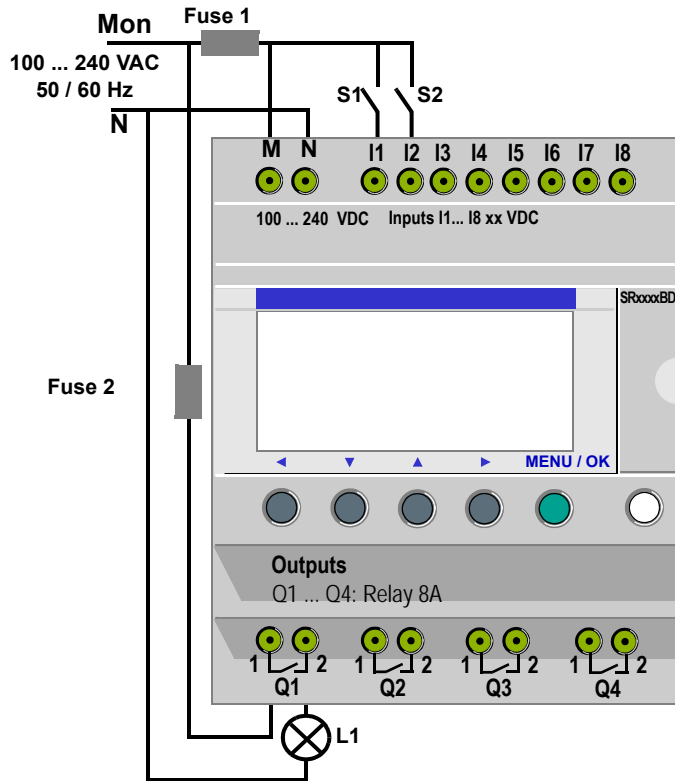 Fuse 1
Mon
100 ... 240 VAC
50 / 60 Hz
N
S1 S2
M N I1 I2 I3 I4 I5 I6 I7 I8
100 ... 240 VDC Inputs I1... I8 xx VDC
SRxxxxBD
Fuse 2
MENU / OK
Outputs
Q1 ... Q4: Relay 8A
1 2 1 2 1 2 1 2
Q1 Q2 Q3 Q4
L1